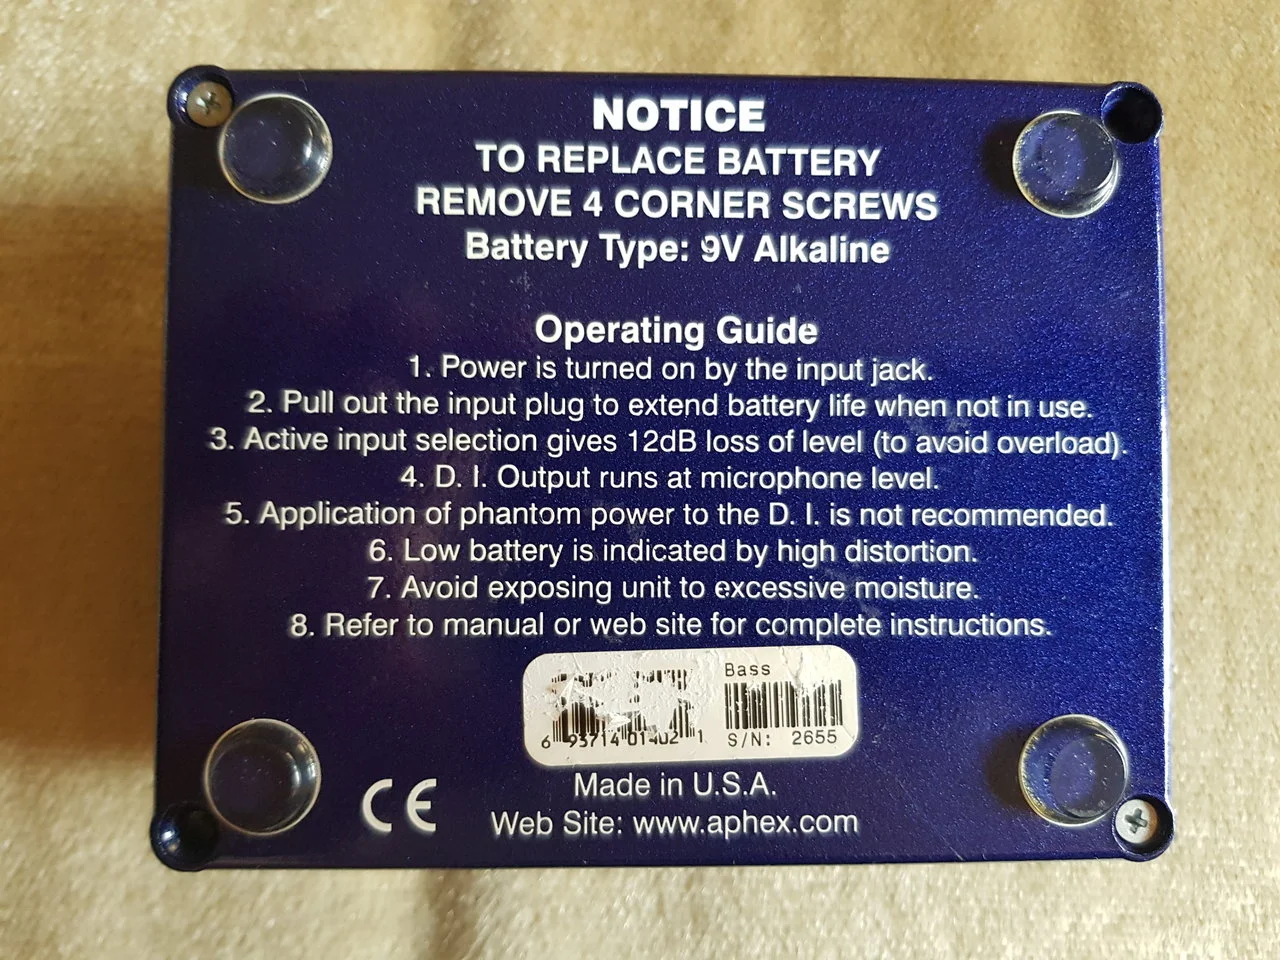 NOTICE
TO REPLACE BATTERY
REMOVE 4 CORNER SCREWS
Battery Type: 9V Alkaline
Operating Guide
1. Power is turned on by the input jack.
2. Pull out the input plug to extend battery life when not in use.
3. Active input selection gives 12dB loss of level (to avoid overload).
4. D. I. Output runs at microphone level.
5. Application of phantom power to the D. I. is not recommended.
6. Low battery is indicated by high distortion.
7. Avoid exposing unit to excessive moisture.
8. Refer to manual or web site for complete instructions.
Bass
6 93714 01402 1
S/N: 2655
Made in U.S.A.
CE
Web Site: www.aphex.com